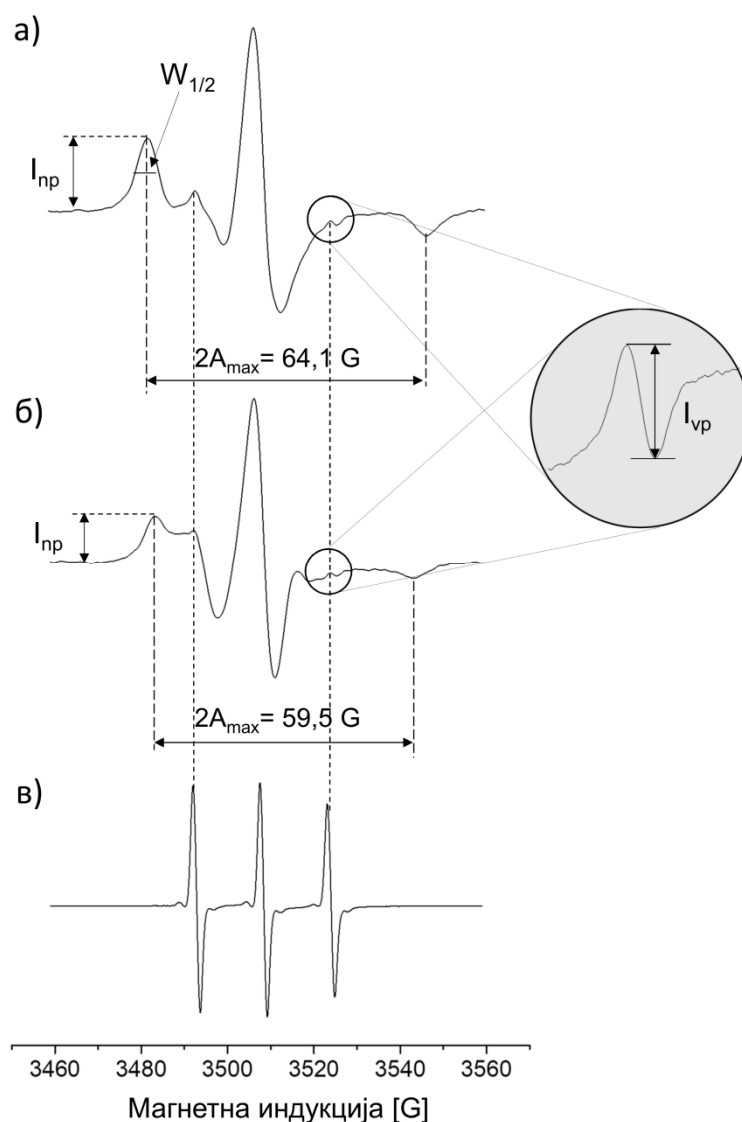 а)
W1/2
Inp
2Amax= 64,1 G
Ivp
б)
Inp
2Amax= 59,5 G
в)
3460 3480 3500 3520 3540 3560
Магнетна индукција [G]